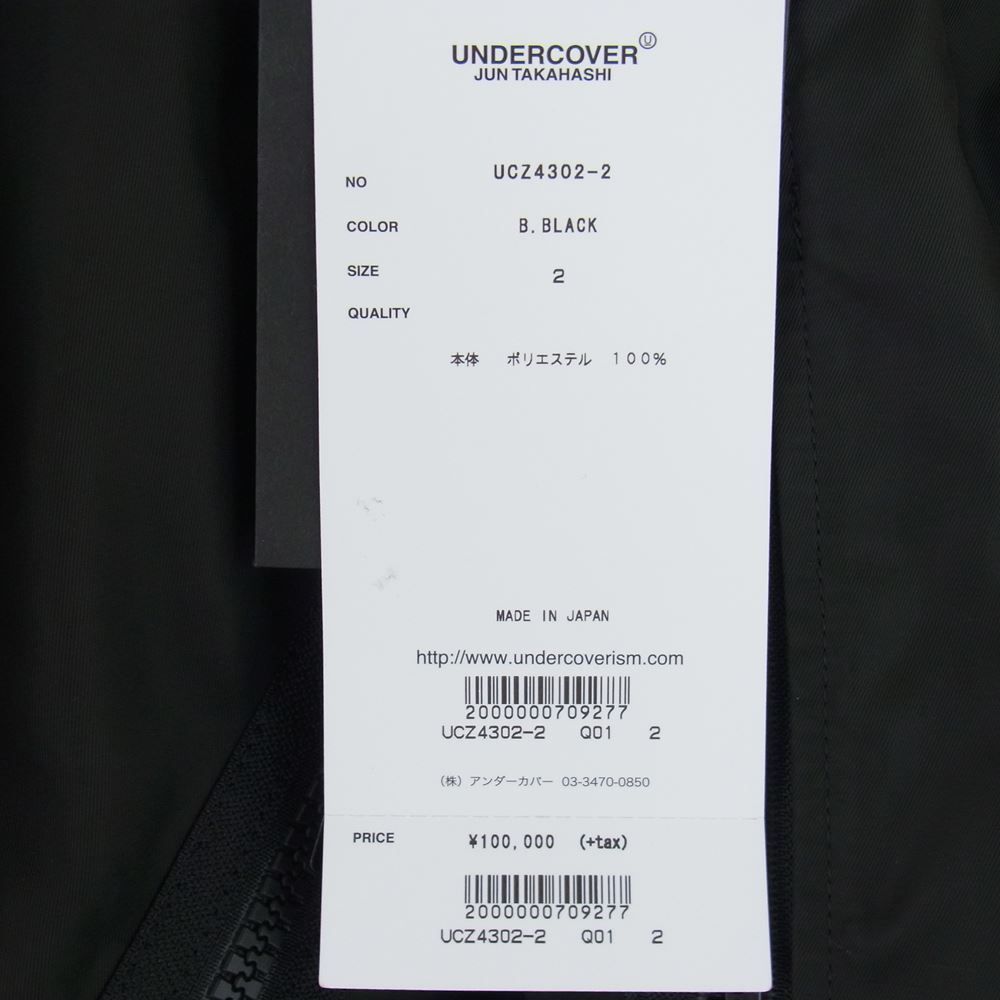 UNDERCOVER Ⓤ
JUN TAKAHASHI
NO UCZ4302-2
COLOR B.BLACK
SIZE 2
QUALITY
本体 ポリエステル 100%
MADE IN JAPAN
http://www.undercoverism.com
2000000709277
UCZ4302-2 Q01 2
(株) アンダーカバー 03-3470-0850
PRICE ¥100,000 (+tax)
2000000709277
UCZ4302-2 Q01 2